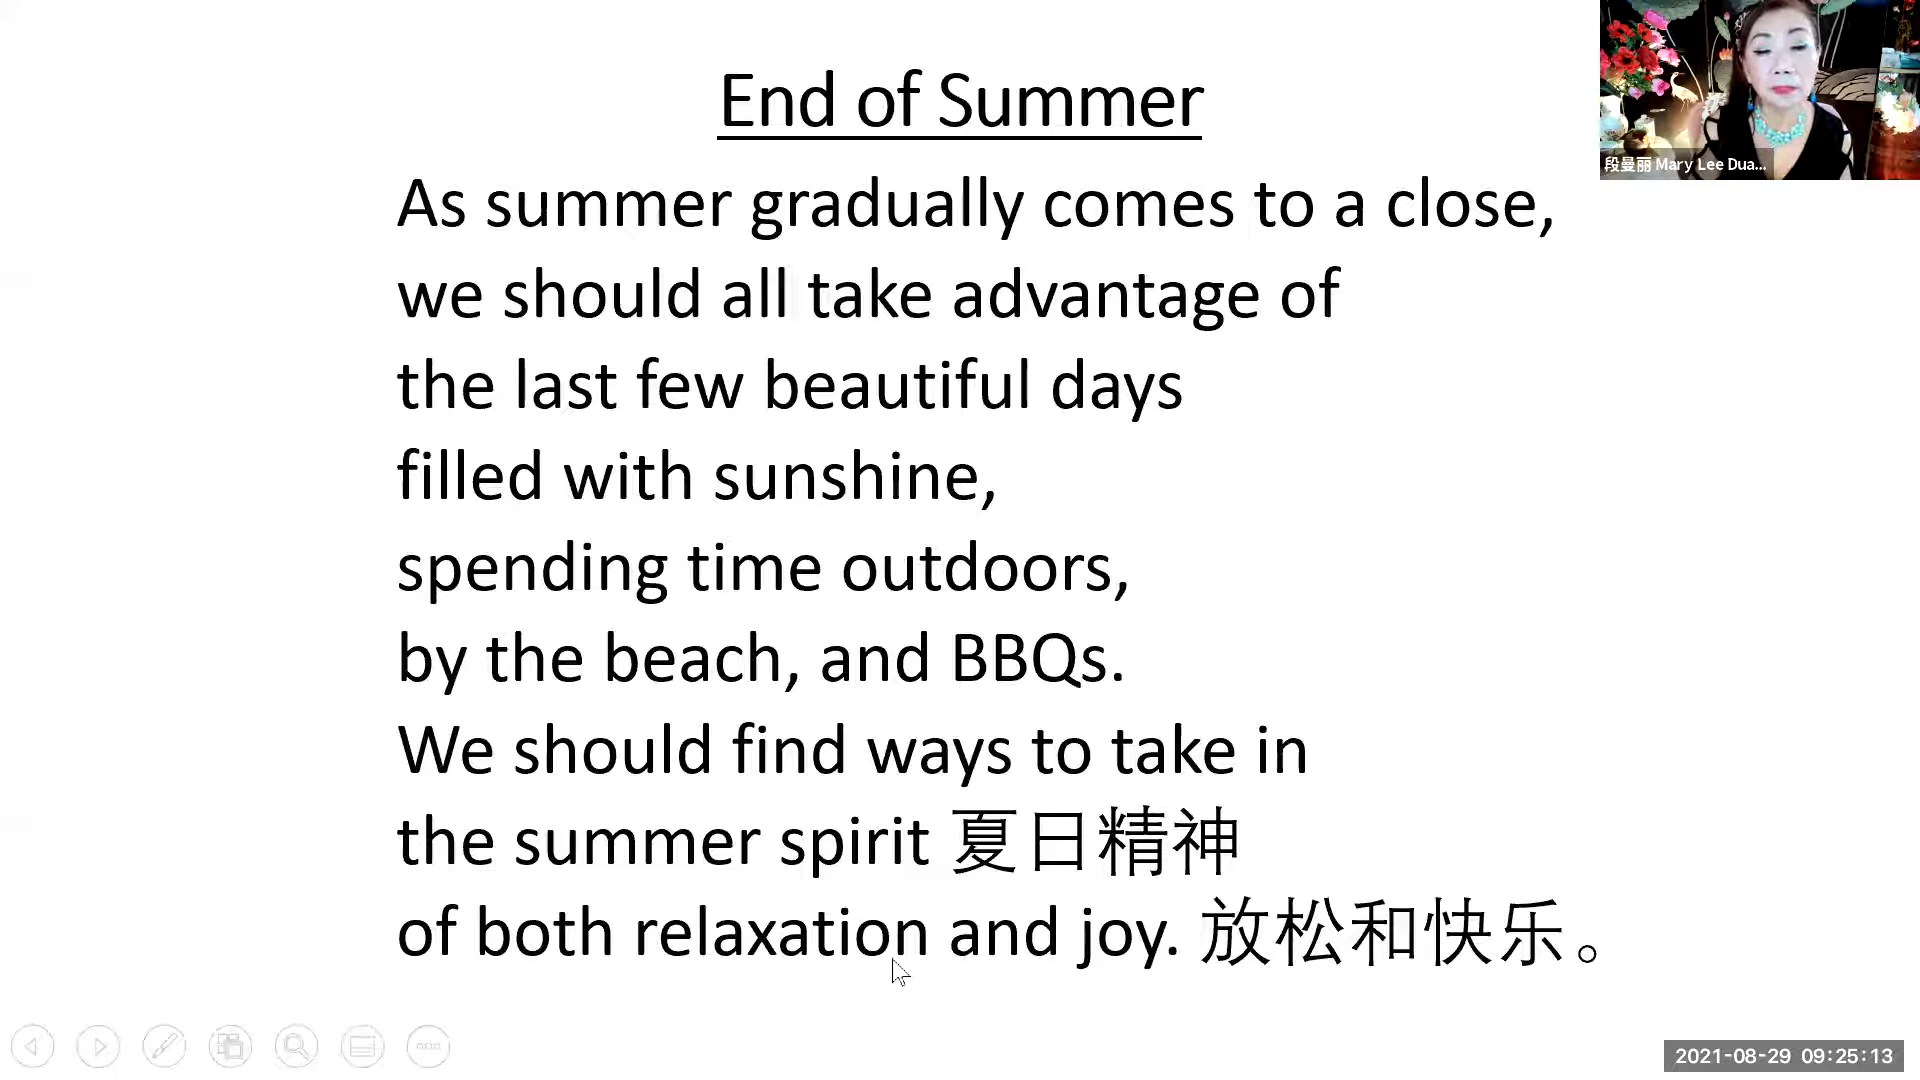 End of Summer
As summer gradually comes to a close,
we should all take advantage of
the last few beautiful days
filled with sunshine,
spending time outdoors,
by the beach, and BBQs.
We should find ways to take in
the summer spirit 夏日精神
of both relaxation and joy. 放松和快乐。
段曼丽 Mary Lee Dua...
2021-08-29 09:25:13